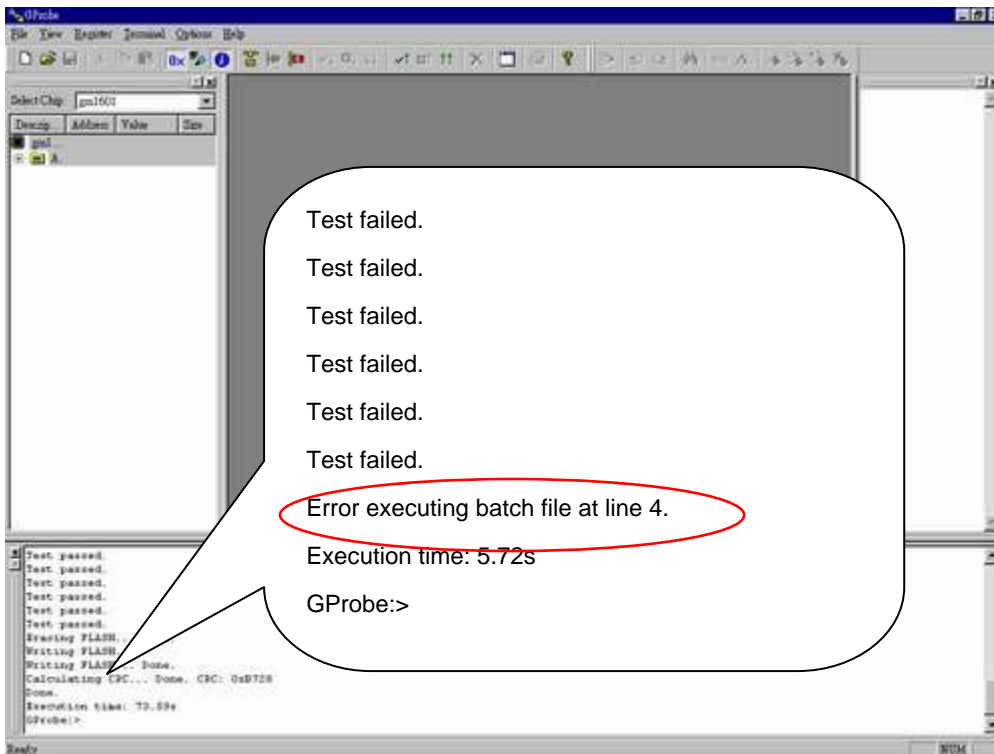 GProbe
File View Register Terminal Options Help
Select Chip: gm1601
Descrip Address Value Size
gm1...
A.
Test failed.
Test failed.
Test failed.
Test failed.
Test failed.
Test failed.
Error executing batch file at line 4.
Execution time: 5.72s
GProbe:>
Test passed.
Test passed.
Test passed.
Test passed.
Test passed.
Test passed.
Erasing FLASH..
Writing FLASH
Writing FLASH... Done.
Calculating CRC... Done. CRC: 0xB728
Done.
Execution time: 73.59s
GProbe:>
Ready NUM